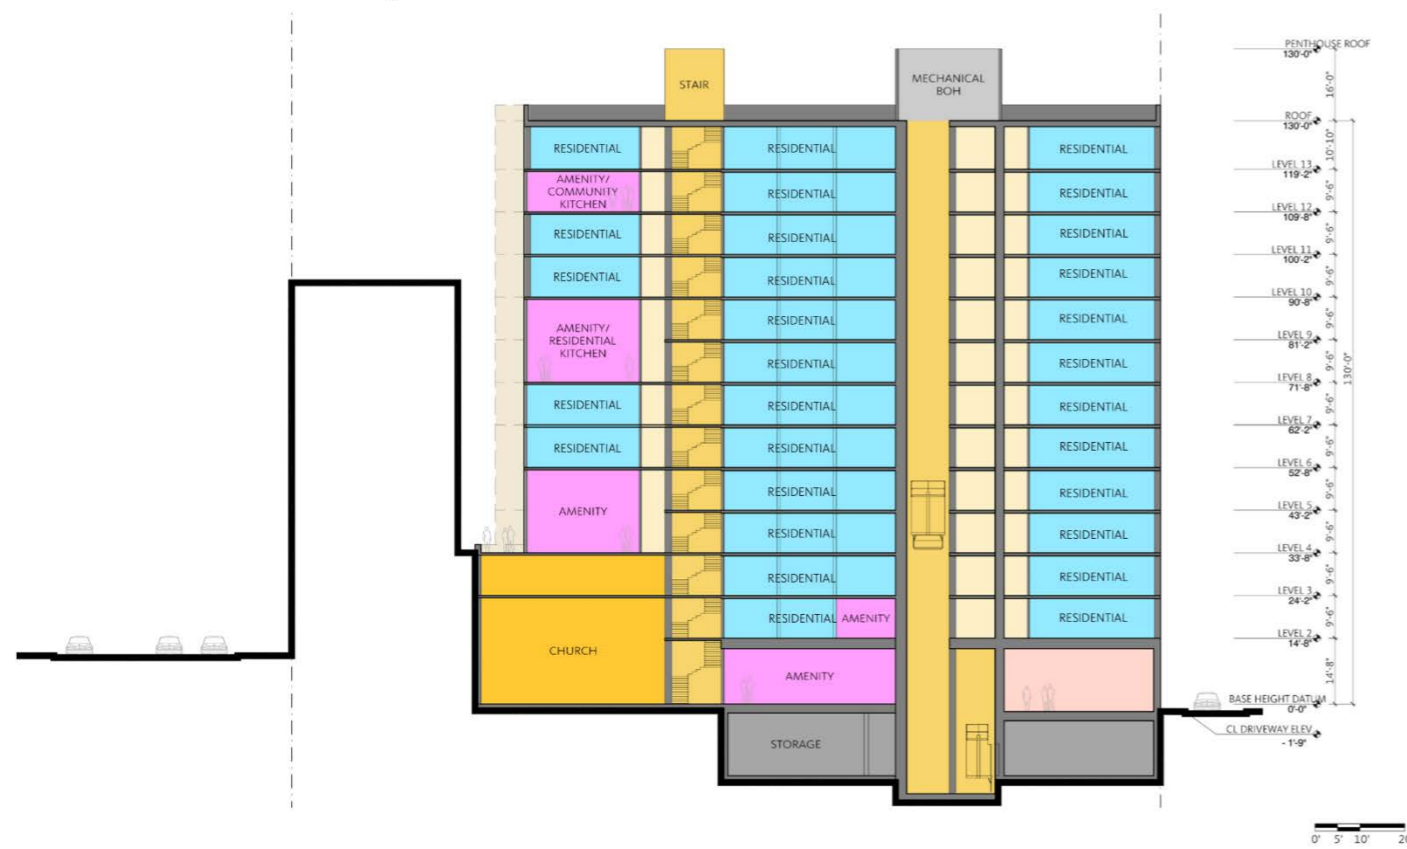 PENTHOUSE ROOF
130'-0"
16'-0"
STAIR
MECHANICAL
BOH
ROOF
130'-0"
10'-10"
RESIDENTIAL
RESIDENTIAL
RESIDENTIAL
LEVEL 13
119'-2"
9'-6"
AMENITY/
COMMUNITY
KITCHEN
RESIDENTIAL
RESIDENTIAL
LEVEL 12
109'-8"
9'-6"
RESIDENTIAL
RESIDENTIAL
RESIDENTIAL
LEVEL 11
100'-2"
9'-6"
RESIDENTIAL
RESIDENTIAL
RESIDENTIAL
LEVEL 10
90'-8"
9'-6"
AMENITY/
RESIDENTIAL
KITCHEN
RESIDENTIAL
RESIDENTIAL
LEVEL 9
81'-2"
9'-6"
RESIDENTIAL
RESIDENTIAL
LEVEL 8
71'-8"
9'-6"
130'-0"
RESIDENTIAL
RESIDENTIAL
RESIDENTIAL
LEVEL 7
62'-2"
9'-6"
RESIDENTIAL
RESIDENTIAL
RESIDENTIAL
LEVEL 6
52'-8"
9'-6"
AMENITY
RESIDENTIAL
RESIDENTIAL
LEVEL 5
43'-2"
9'-6"
RESIDENTIAL
RESIDENTIAL
LEVEL 4
33'-8"
9'-6"
RESIDENTIAL
RESIDENTIAL
LEVEL 3
24'-2"
9'-6"
RESIDENTIAL
AMENITY
RESIDENTIAL
LEVEL 2
14'-8"
14'-8"
CHURCH
AMENITY
BASE HEIGHT DATUM
0'-0"
CL DRIVEWAY ELEV
- 1'-9"
STORAGE
0' 5' 10'